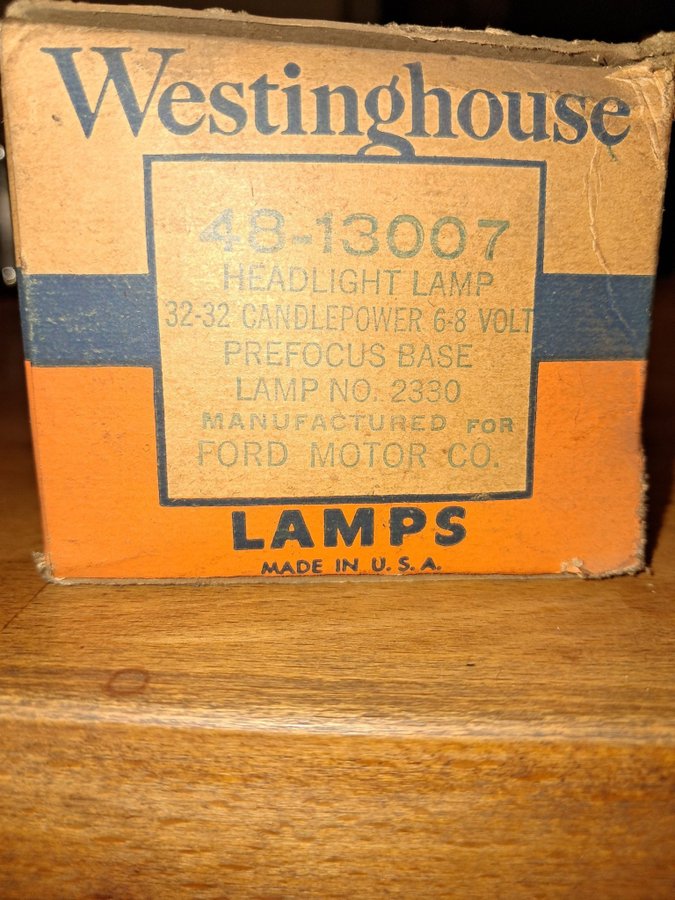 Westinghouse
48-13007
HEADLIGHT LAMP
32-32 CANDLEPOWER 6-8 VOLT
PREFOCUS BASE
LAMP NO. 2330
MANUFACTURED FOR
FORD MOTOR CO.
LAMPS
MADE IN U.S.A.